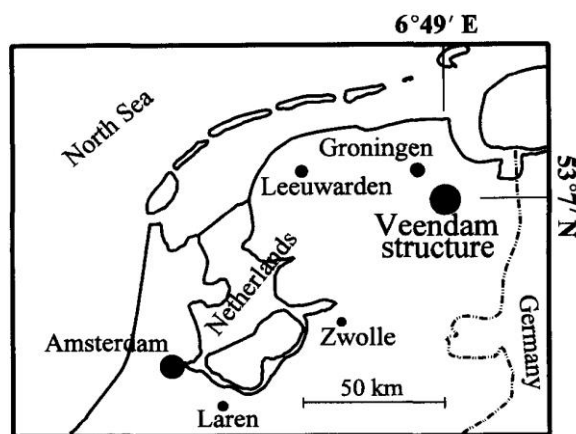 6°49′ E
North Sea
Groningen
Leeuwarden
53°7′ N
Veendam
structure
Netherlands
Germany
Amsterdam
Zwolle
50 km
Laren